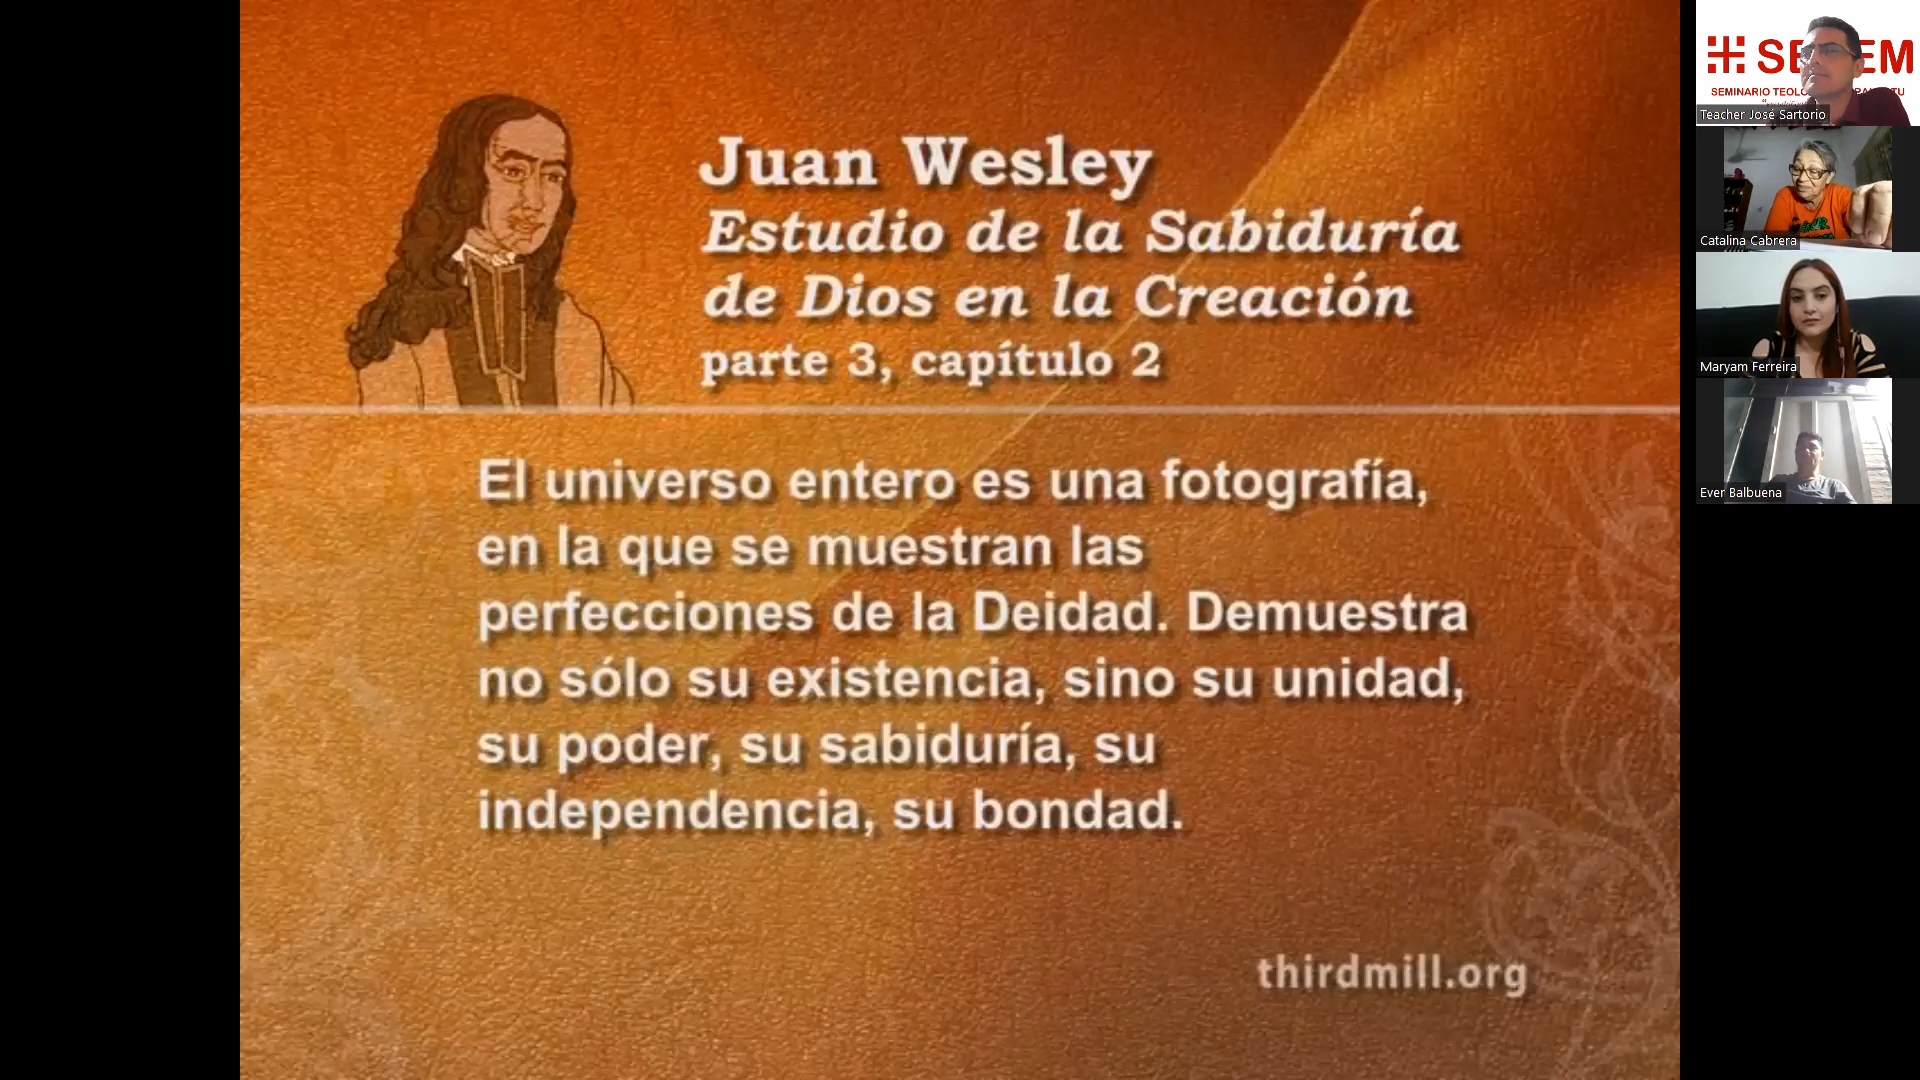 Juan Wesley
Estudio de la Sabiduría
de Dios en la Creación
parte 3, capítulo 2
El universo entero es una fotografía,
en la que se muestran las
perfecciones de la Deidad. Demuestra
no sólo su existencia, sino su unidad,
su poder, su sabiduría, su
independencia, su bondad.
thirdmill.org
SE EM
SEMINARIO
Teacher José Sartorio
Catalina Cabrera
Maryam Ferreira
Ever Balbuena